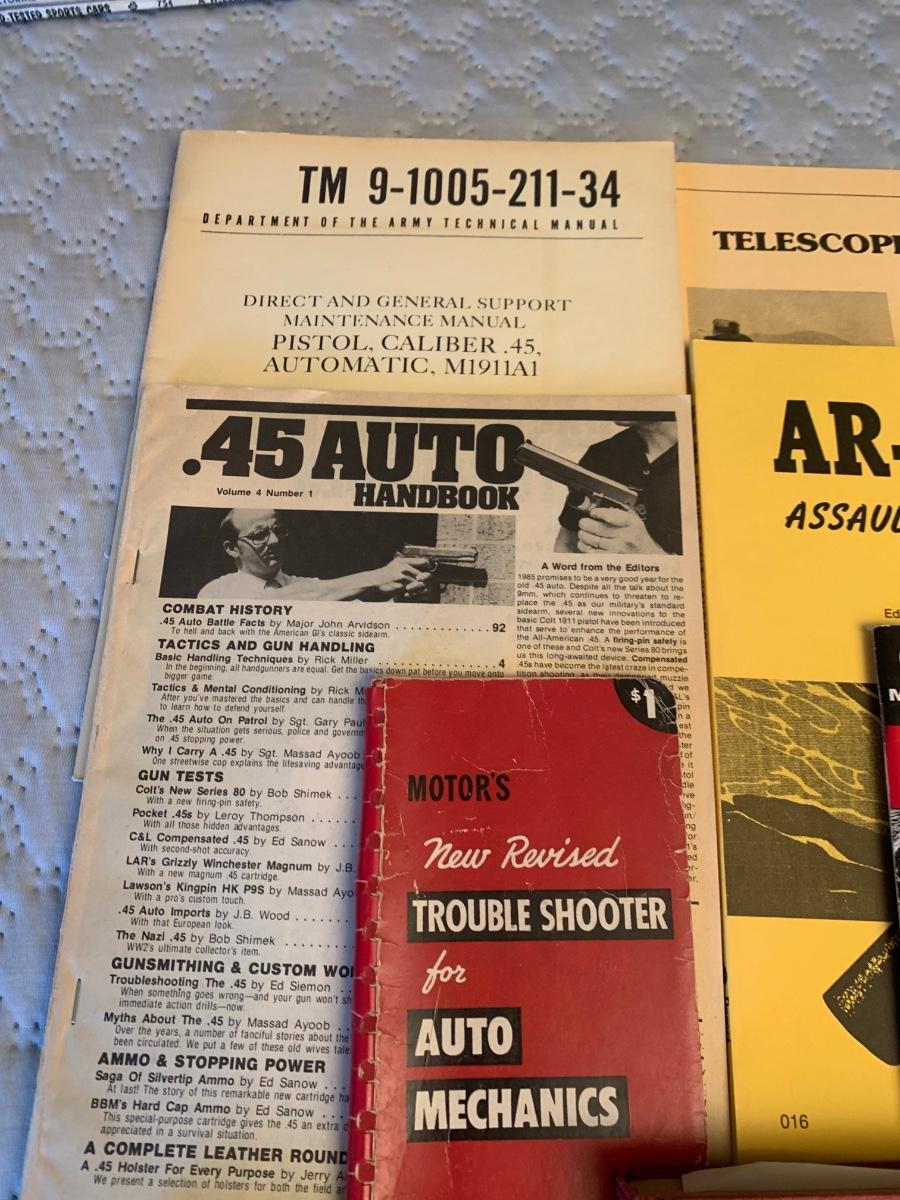 D-TESTED SPORTS CARS
TM 9-1005-211-34
DEPARTMENT OF THE ARMY TECHNICAL MANUAL
DIRECT AND GENERAL SUPPORT
MAINTENANCE MANUAL
PISTOL, CALIBER .45,
AUTOMATIC, M1911A1
TELESCOP
.45 AUTO
HANDBOOK
Volume 4 Number 1
COMBAT HISTORY
.45 Auto Battle Facts by Major John Arvidson . . . . . . . . . . . . . 92
To hell and back with the American GI's classic sidearm.
TACTICS AND GUN HANDLING
Basic Handling Techniques by Rick Miller . . . . . . . . . . . . . . . . . . 4
In the beginning, all handgunners are equal. Get the basics down pat before you move onto
bigger game.
Tactics & Mental Conditioning by Rick M
After you've mastered the basics and can handle th
to learn how to defend yourself.
The .45 Auto On Patrol by Sgt. Gary Paul
When the situation gets serious, police and governm
on .45 stopping power.
Why I Carry A .45 by Sgt. Massad Ayoob
One streetwise cop explains the lifesaving advantag
GUN TESTS
Colt's New Series 80 by Bob Shimek . . .
With a new firing-pin safety.
Pocket .45s by Leroy Thompson . . .
With all those hidden advantages.
C&L Compensated .45 by Ed Sanow . . .
With second-shot accuracy.
LAR's Grizzly Winchester Magnum by J.B.
With a new magnum .45 cartridge.
Lawson's Kingpin HK P9S by Massad Ayo
With a pro's custom touch.
.45 Auto Imports by J.B. Wood . . . . . .
With that European look.
The Nazi .45 by Bob Shimek . . . . . . .
WW2's ultimate collector's item.
GUNSMITHING & CUSTOM WO
Troubleshooting The .45 by Ed Siemon . .
When something goes wrong—and your gun won't sh
immediate action drills—now.
Myths About The .45 by Massad Ayoob . .
Over the years, a number of fanciful stories about the
been circulated. We put a few of these old wives tale
AMMO & STOPPING POWER
Saga Of Silvertip Ammo by Ed Sanow . . .
At last! The story of this remarkable new cartridge ha
BBM's Hard Cap Ammo by Ed Sanow . . .
This special-purpose cartridge gives the .45 an extra d
appreciated in a survival situation.
A COMPLETE LEATHER ROUND
A .45 Holster For Every Purpose by Jerry A
We present a selection of holsters for both the field ar
A Word from the Editors
1985 promises to be a very good year for the
old .45 auto. Despite all the talk about the
9mm, which continues to threaten to re-
place the .45 as our military's standard
sidearm, several new innovations to the
basic Colt 1911 pistol have been introduced
that serve to enhance the performance of
the All-American .45. A firing-pin safety is
one of these and Colt's new Series 80 brings
us this long-awaited device. Compensated
.45s have become the latest craze in compe-
tition shooting, as their dampened muzzle
$1
MOTOR'S
New Revised
TROUBLE SHOOTER
for
AUTO
MECHANICS
AR-
ASSAUL
Ed
M
016